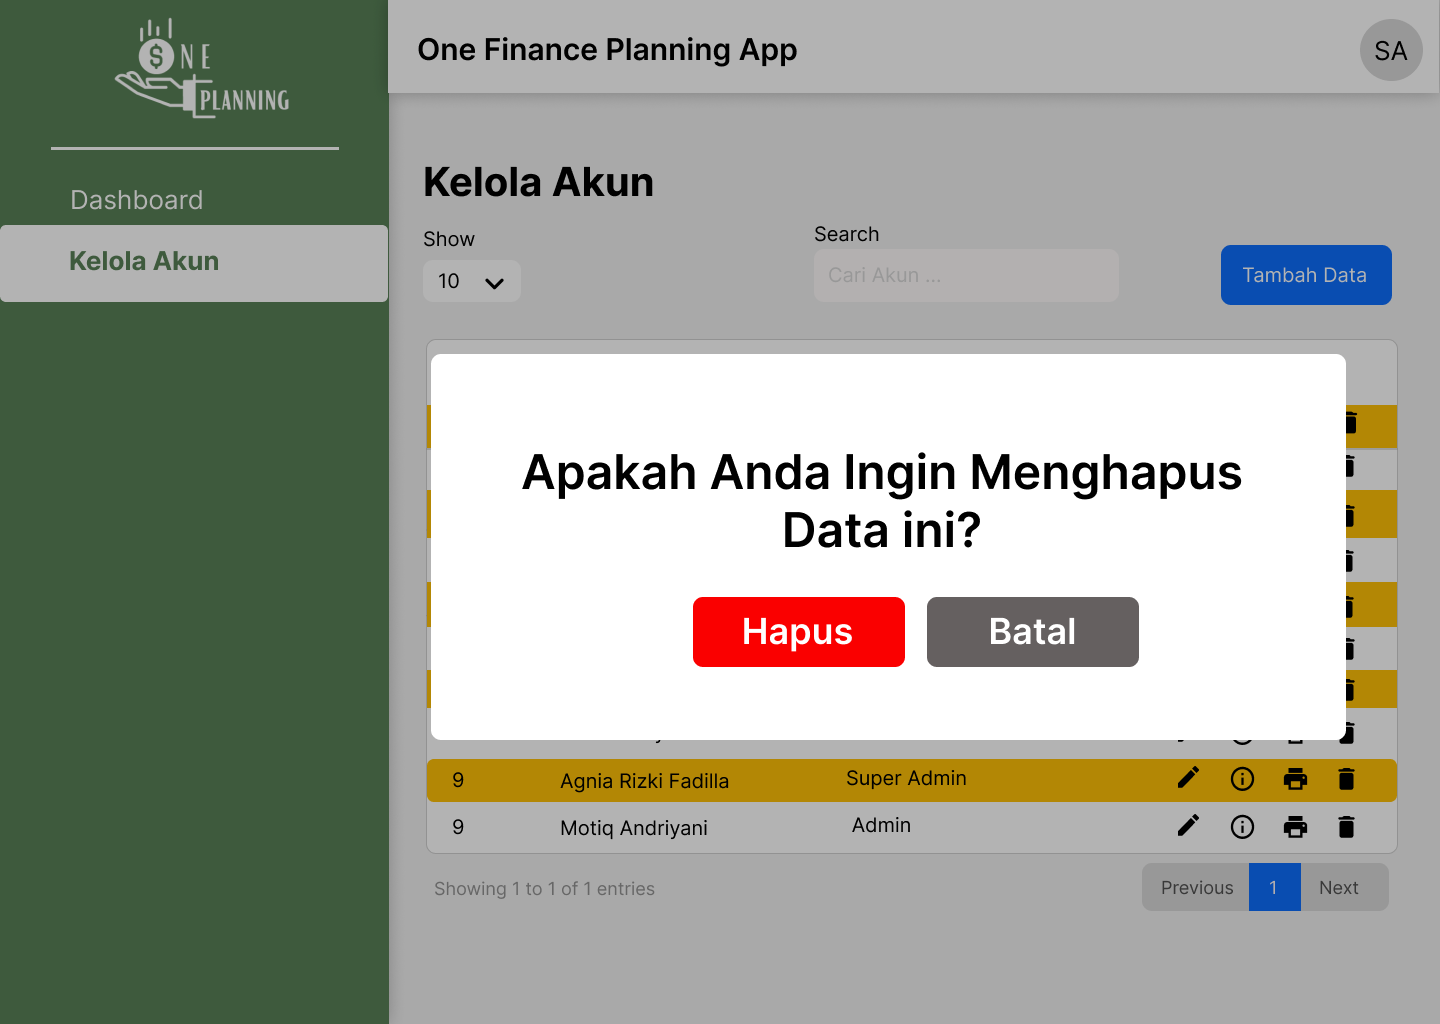 $ NE
PLANNING
One Finance Planning App
SA
Dashboard
Kelola Akun
Kelola Akun
Show
10
Search
Cari Akun ...
Tambah Data
Apakah Anda Ingin Menghapus
Data ini?
Hapus
Batal
9 Agnia Rizki Fadilla Super Admin
9 Motiq Andriyani Admin
Showing 1 to 1 of 1 entries
Previous 1 Next